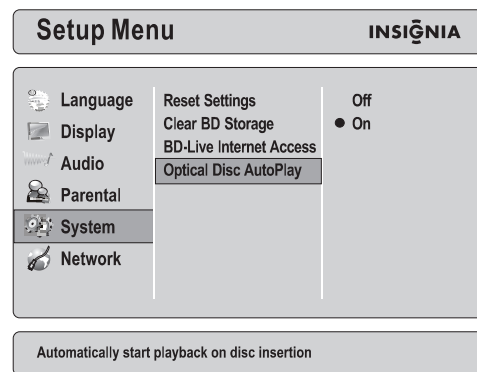 Setup Menu
INSIGNIA
Language
Display
Audio
Parental
System
Network
Reset Settings
Clear BD Storage
BD-Live Internet Access
Optical Disc AutoPlay
Off
On
Automatically start playback on disc insertion